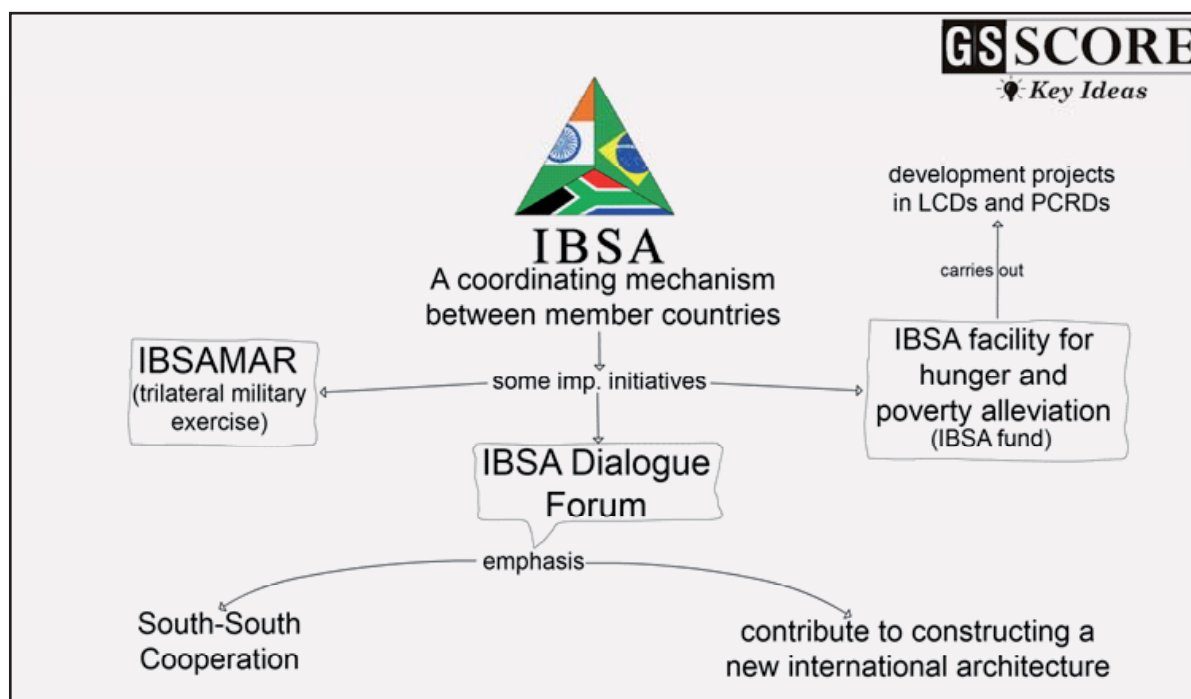 GS SCORE
Key Ideas
IBSA
A coordinating mechanism
between member countries
development projects
in LCDs and PCRDs
carries out
IBSA facility for
hunger and
poverty alleviation
(IBSA fund)
IBSAMAR
(trilateral military
exercise)
some imp. initiatives
IBSA Dialogue
Forum
emphasis
South-South
Cooperation
contribute to constructing a
new international architecture